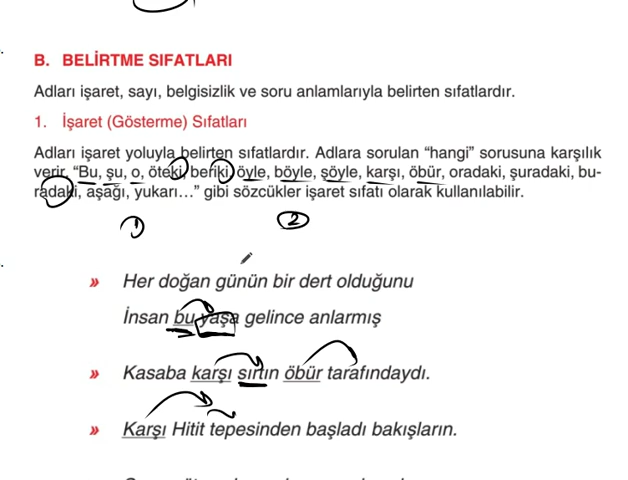 B. BELİRTME SIFATLARI
Adları işaret, sayı, belgisizlik ve soru anlamlarıyla belirten sıfatlardır.
1. İşaret (Gösterme) Sıfatları
Adları işaret yoluyla belirten sıfatlardır. Adlara sorulan “hangi” sorusuna karşılık
verir. “Bu, şu, o, öteki, beriki, öyle, böyle, şöyle, karşı, öbür, oradaki, şuradaki, bu-
radaki, aşağı, yukarı...” gibi sözcükler işaret sıfatı olarak kullanılabilir.
1 2
» Her doğan günün bir dert olduğunu
İnsan bu yaşa gelince anlarmış
» Kasaba karşı sırtın öbür tarafındaydı.
» Karşı Hitit tepesinden başladı bakışların.